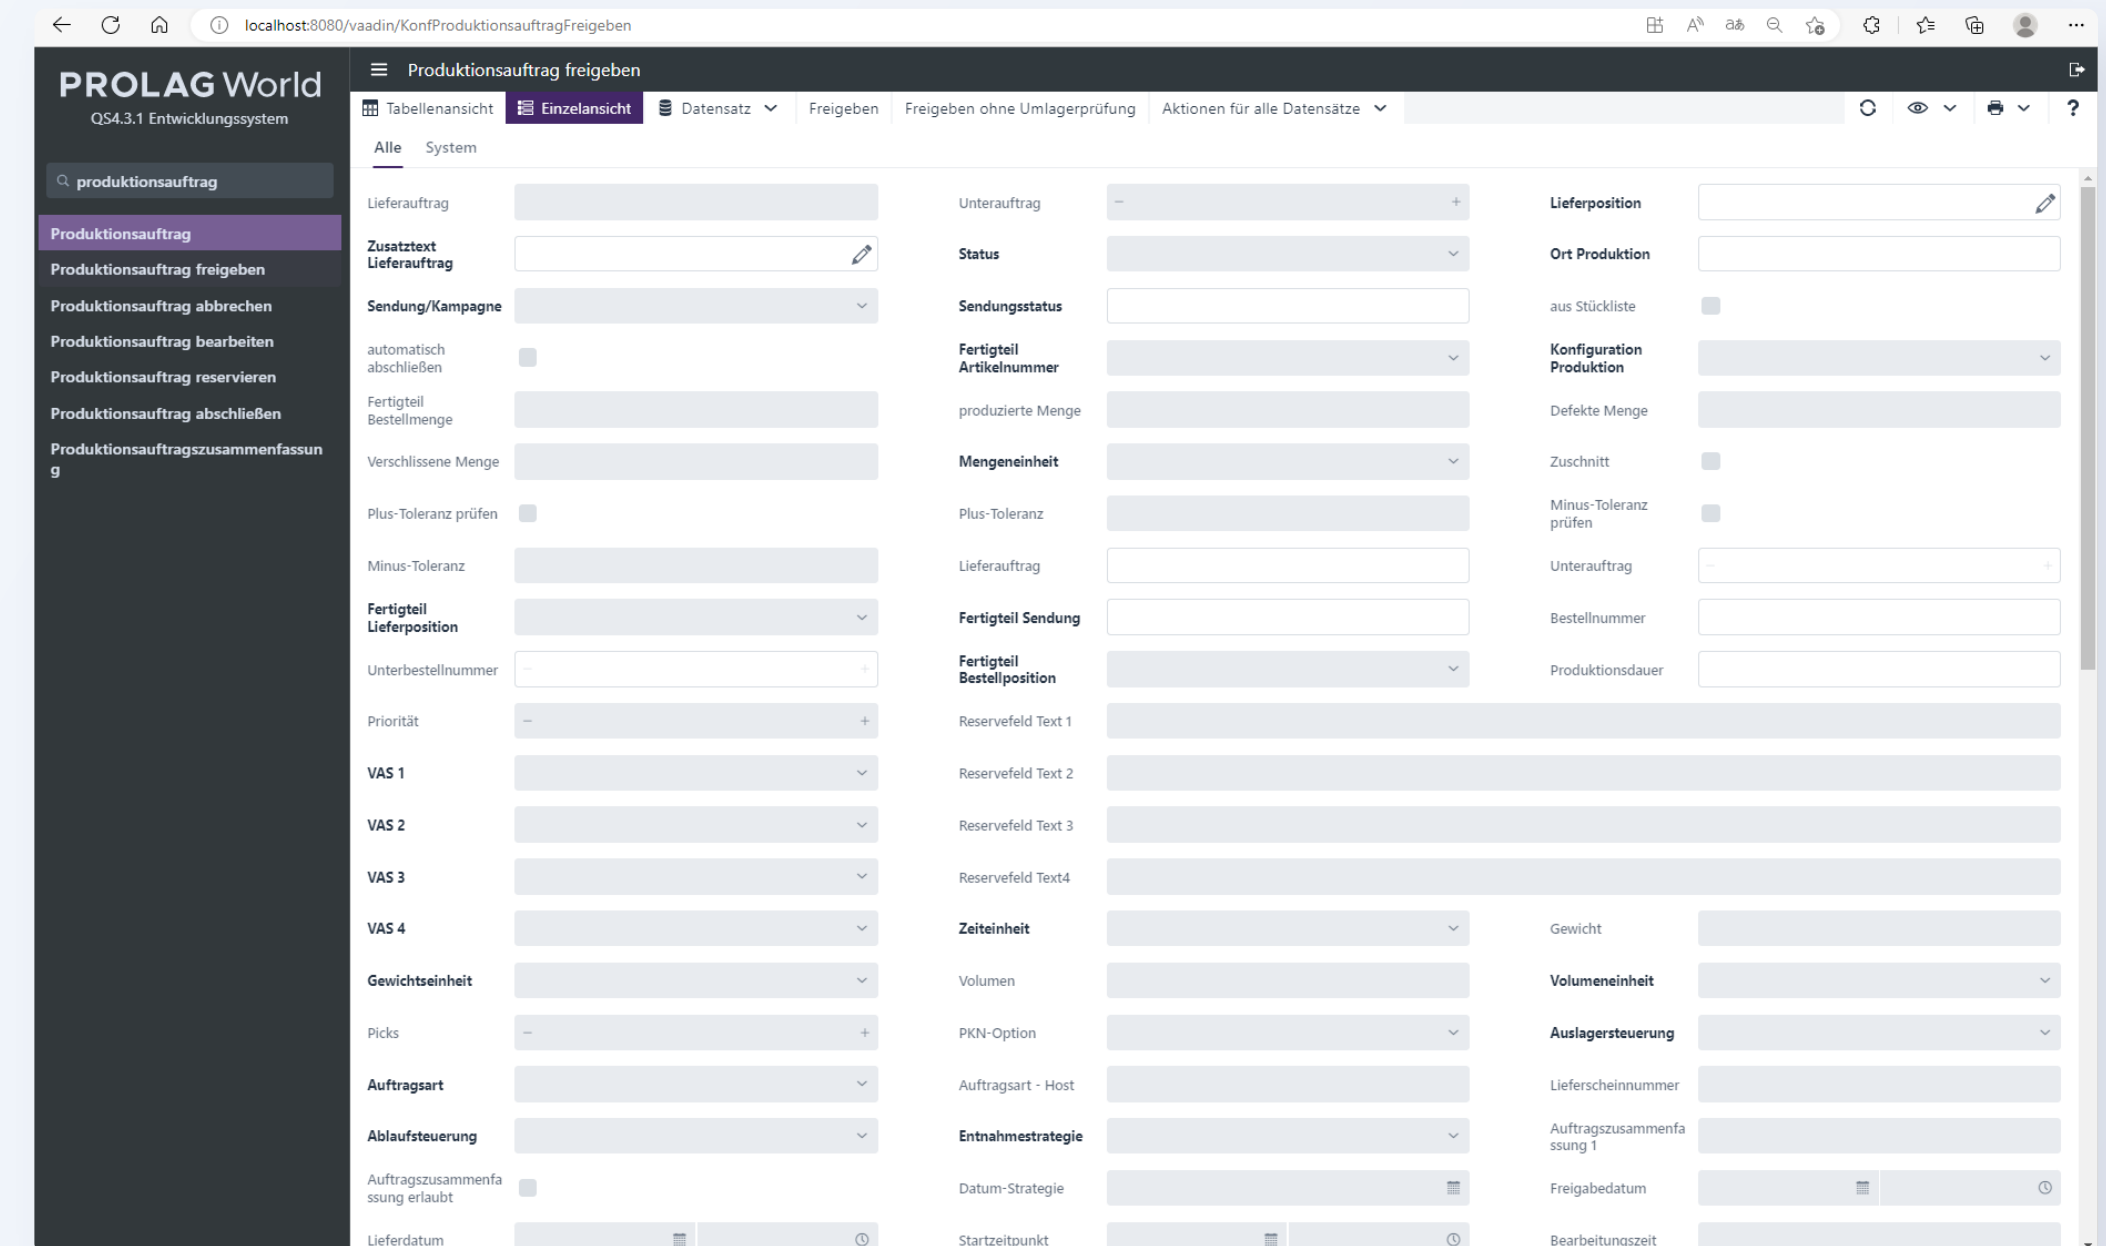 localhost:8080/vaadin/KonfProduktionsauftragFreigeben
PROLAG World
QS4.3.1 Entwicklungssystem
produktionsauftrag
Produktionsauftrag
Produktionsauftrag freigeben
Produktionsauftrag abbrechen
Produktionsauftrag bearbeiten
Produktionsauftrag reservieren
Produktionsauftrag abschließen
Produktionsauftragszusammenfassun
g
Produktionsauftrag freigeben
Tabellenansicht Einzelansicht Datensatz Freigeben Freigeben ohne Umlagerprüfung Aktionen für alle Datensätze ?
Alle System
Lieferauftrag Unterauftrag Lieferposition
Zusatztext
Lieferauftrag Status Ort Produktion
Sendung/Kampagne Sendungsstatus aus Stückliste
automatisch
abschließen
Fertigteil
Artikelnummer
Konfiguration
Produktion
Fertigteil
Bestellmenge produzierte Menge Defekte Menge
Verschlissene Menge Mengeneinheit Zuschnitt
Plus-Toleranz prüfen Plus-Toleranz
Minus-Toleranz
prüfen
Minus-Toleranz Lieferauftrag Unterauftrag
Fertigteil
Lieferposition Fertigteil Sendung Bestellnummer
Unterbestellnummer
Fertigteil
Bestellposition Produktionsdauer
Priorität Reservefeld Text 1
VAS 1 Reservefeld Text 2
VAS 2 Reservefeld Text 3
VAS 3 Reservefeld Text4
VAS 4 Zeiteinheit Gewicht
Gewichtseinheit Volumen Volumeneinheit
Picks PKN-Option Auslagersteuerung
Auftragsart Auftragsart - Host Lieferscheinnummer
Ablaufsteuerung Entnahmestrategie
Auftragszusammenfa
ssung 1
Auftragszusammenfa
ssung erlaubt Datum-Strategie Freigabedatum
Lieferdatum Startzeitpunkt Bearbeitungszeit